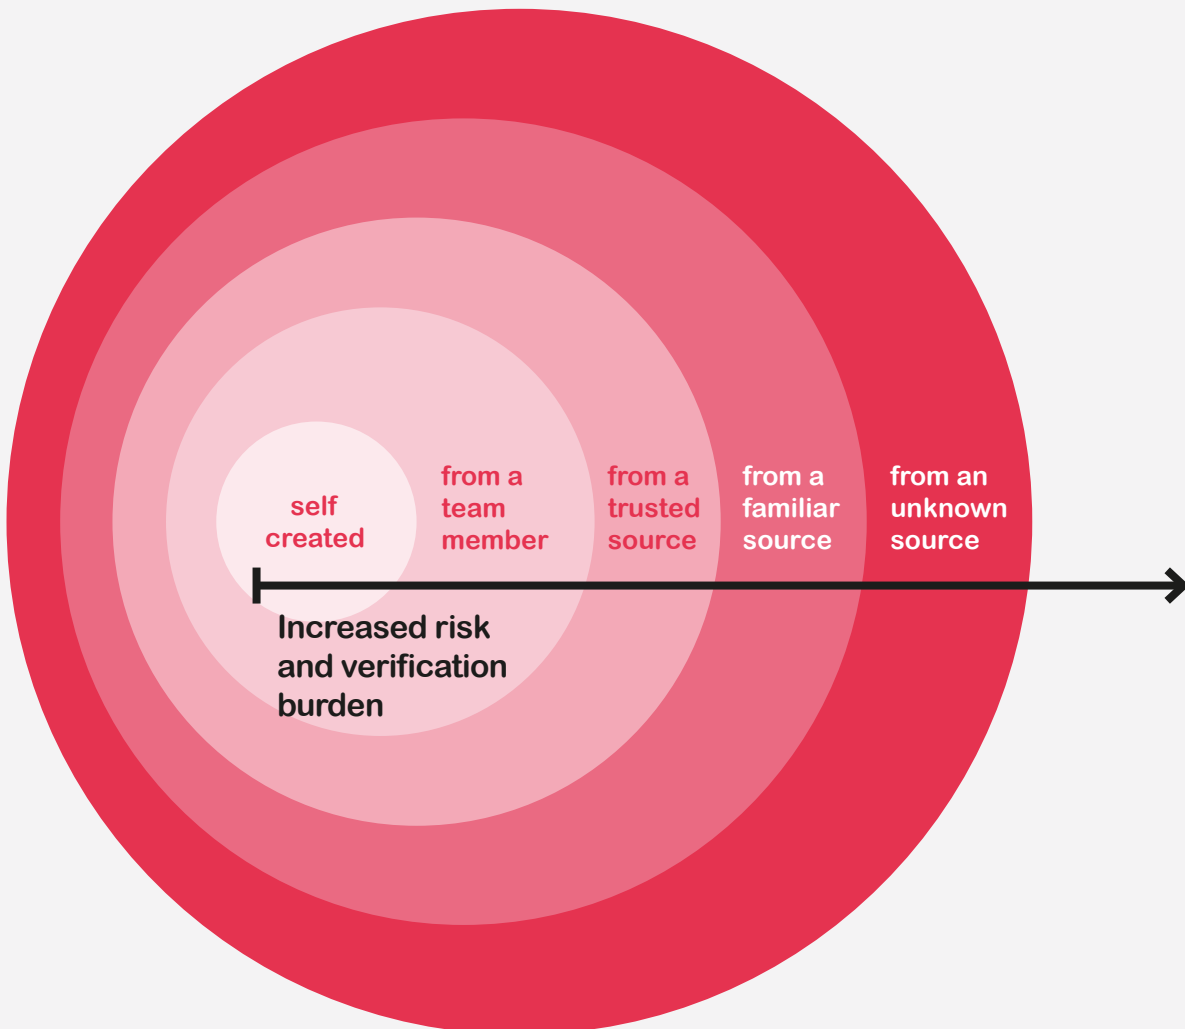 self
created
from a
team
member
from a
trusted
source
from a
familiar
source
from an
unknown
source
Increased risk
and verification
burden